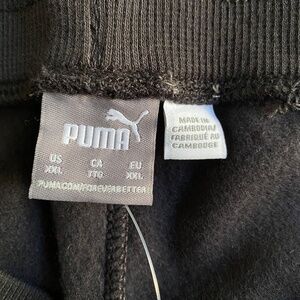 PUMA
US CA EU
XXL TTG XXL
PUMA.COM/FOREVERBETTER
MADE IN
CAMBODIA/
FABRIQUÉ AU
CAMBODGE